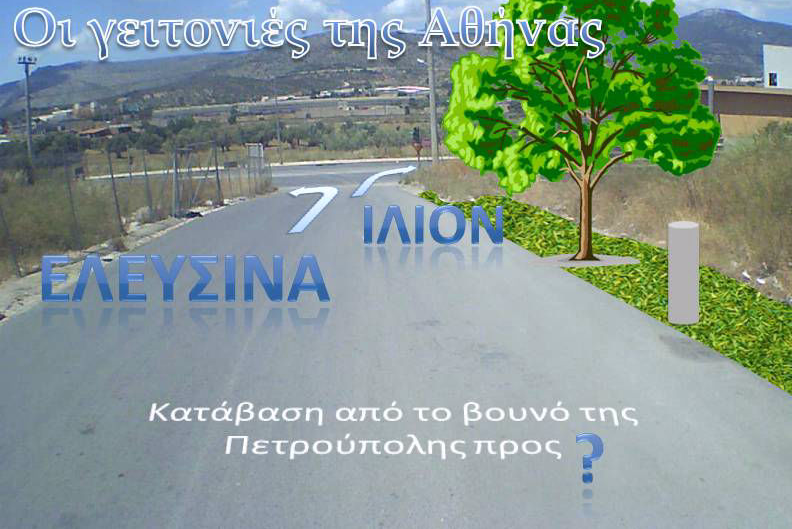 Οι γειτονιές της Αθήνας
ΙΛΙΟΝ
ΕΛΕΥΣΙΝΑ
Κατάβαση από το βουνό της
Πετρούπολης προς ?